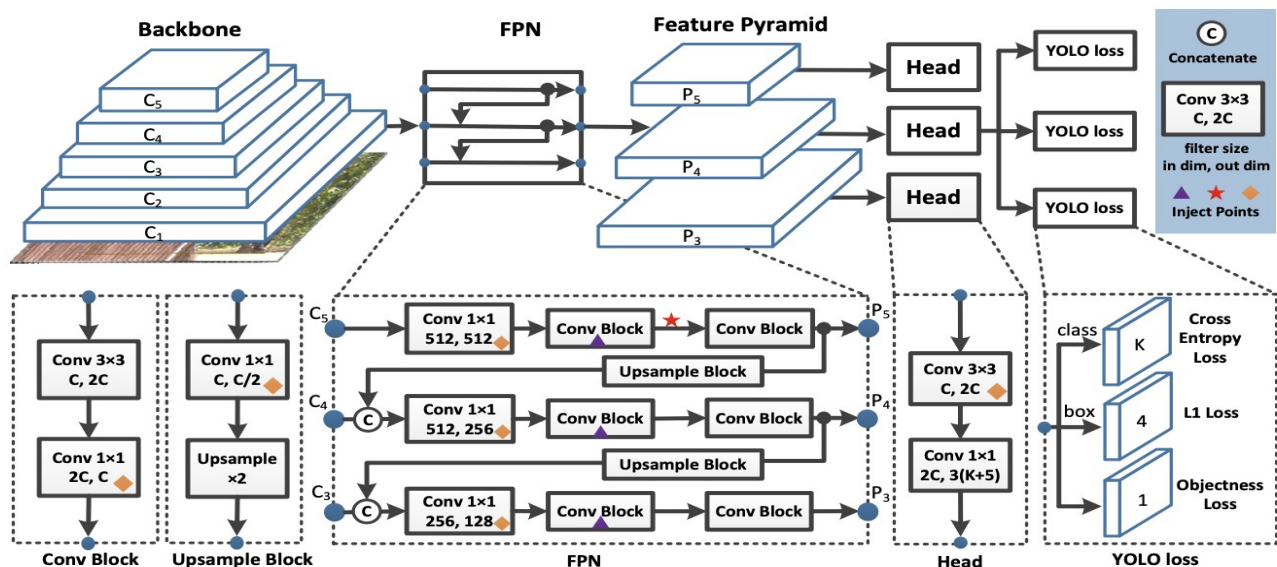 Backbone
FPN
Feature Pyramid
C5
C4
C3
C2
C1
P5
P4
P3
Head
Head
Head
YOLO loss
YOLO loss
YOLO loss
C
Concatenate
Conv 3×3
C, 2C
filter size
in dim, out dim
Inject Points
Conv 3×3
C, 2C
Conv 1×1
2C, C
Conv Block
Conv 1×1
C, C/2
Upsample
×2
Upsample Block
C5
Conv 1×1
512, 512
Conv Block
Conv Block
P5
Upsample Block
C4
C
Conv 1×1
512, 256
Conv Block
Conv Block
P4
Upsample Block
C3
C
Conv 1×1
256, 128
Conv Block
Conv Block
P3
FPN
Conv 3×3
C, 2C
Conv 1×1
2C, 3(K+5)
Head
class
K
Cross
Entropy
Loss
box
4
L1 Loss
1
Objectness
Loss
YOLO loss